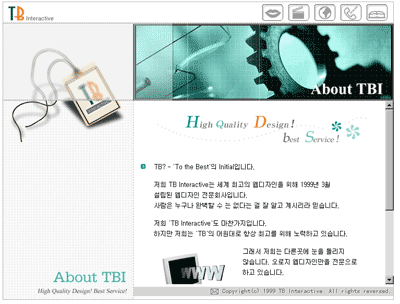 TB Interactive
About TBI
High Quality Design!
best Service!
TB? - `To the Best'의 Initial입니다.
저희 TB Interactive는 세계 최고의 웹디자인을 위해 1999년 3월
설립된 웹디자인 전문회사입니다.
사람은 누구나 완벽할 수 는 없다는 걸 잘 알고 계시리라 믿습니다.
저희 `TB Interactive'도 마찬가지입니다.
하지만 저희는 `TB'의 어원대로 항상 최고를 위해 노력하고 있습니다.
그래서 저희는 다른곳에 눈을 돌리지
않습니다. 오로지 웹디자인만을 전문으로
하고 있습니다.
WWW
About TBI
High Quality Design! Best Service!
Copyright(c) 1999 TB Interactive. All rights reserved.